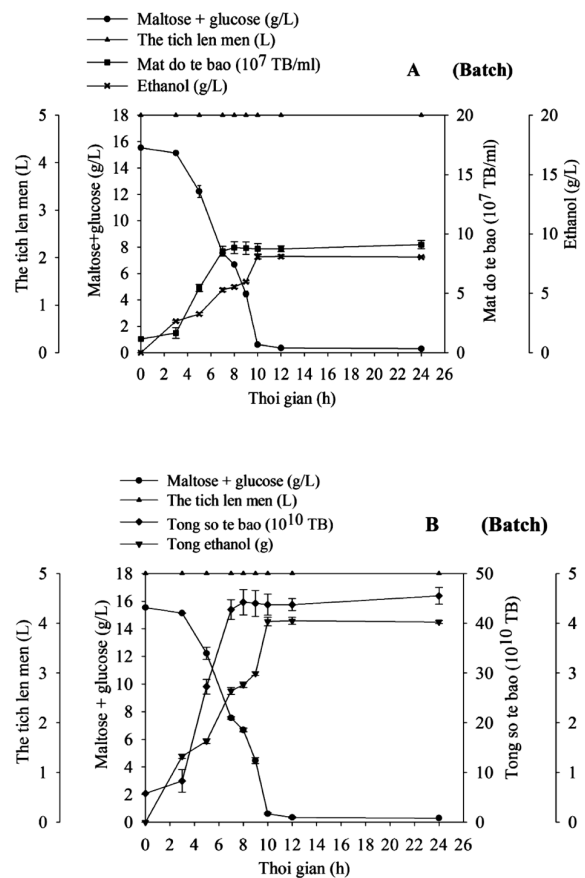 Maltose + glucose (g/L)
The tich len men (L)
Mat do te bao (10⁷ TB/ml)
Ethanol (g/L)
A (Batch)
The tich len men (L)
5
4
3
2
1
0
Maltose+glucose (g/L)
18
16
14
12
10
8
6
4
2
0
Mat do te bao (10⁷ TB/ml)
20
15
10
5
0
Ethanol (g/L)
20
15
10
5
0
0 2 4 6 8 10 12 14 16 18 20 22 24 26
Thoi gian (h)
Maltose + glucose (g/L)
The tich len men (L)
Tong so te bao (10¹⁰ TB)
Tong ethanol (g)
B (Batch)
The tich len men (L)
5
4
3
2
1
0
Maltose + glucose (g/L)
18
16
14
12
10
8
6
4
2
0
Tong so te bao (10¹⁰ TB)
50
40
30
20
10
0
5
4
3
2
1
0
0 2 4 6 8 10 12 14 16 18 20 22 24 26
Thoi gian (h)